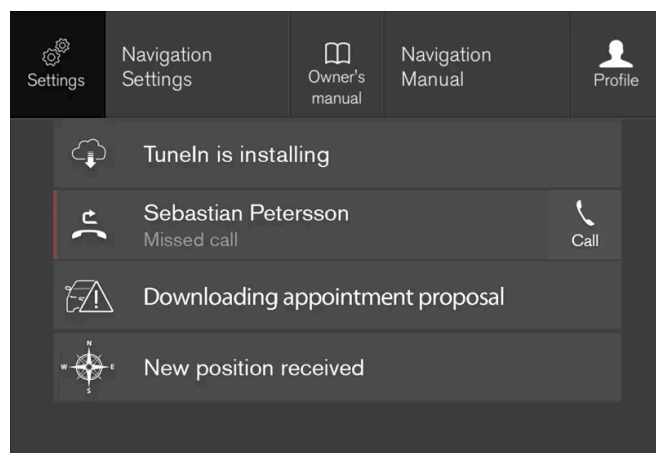 Settings
Navigation
Settings
Owner's
manual
Navigation
Manual
Profile
TuneIn is installing
Sebastian Petersson
Missed call
Call
Downloading appointment proposal
N
W
E
S
New position received